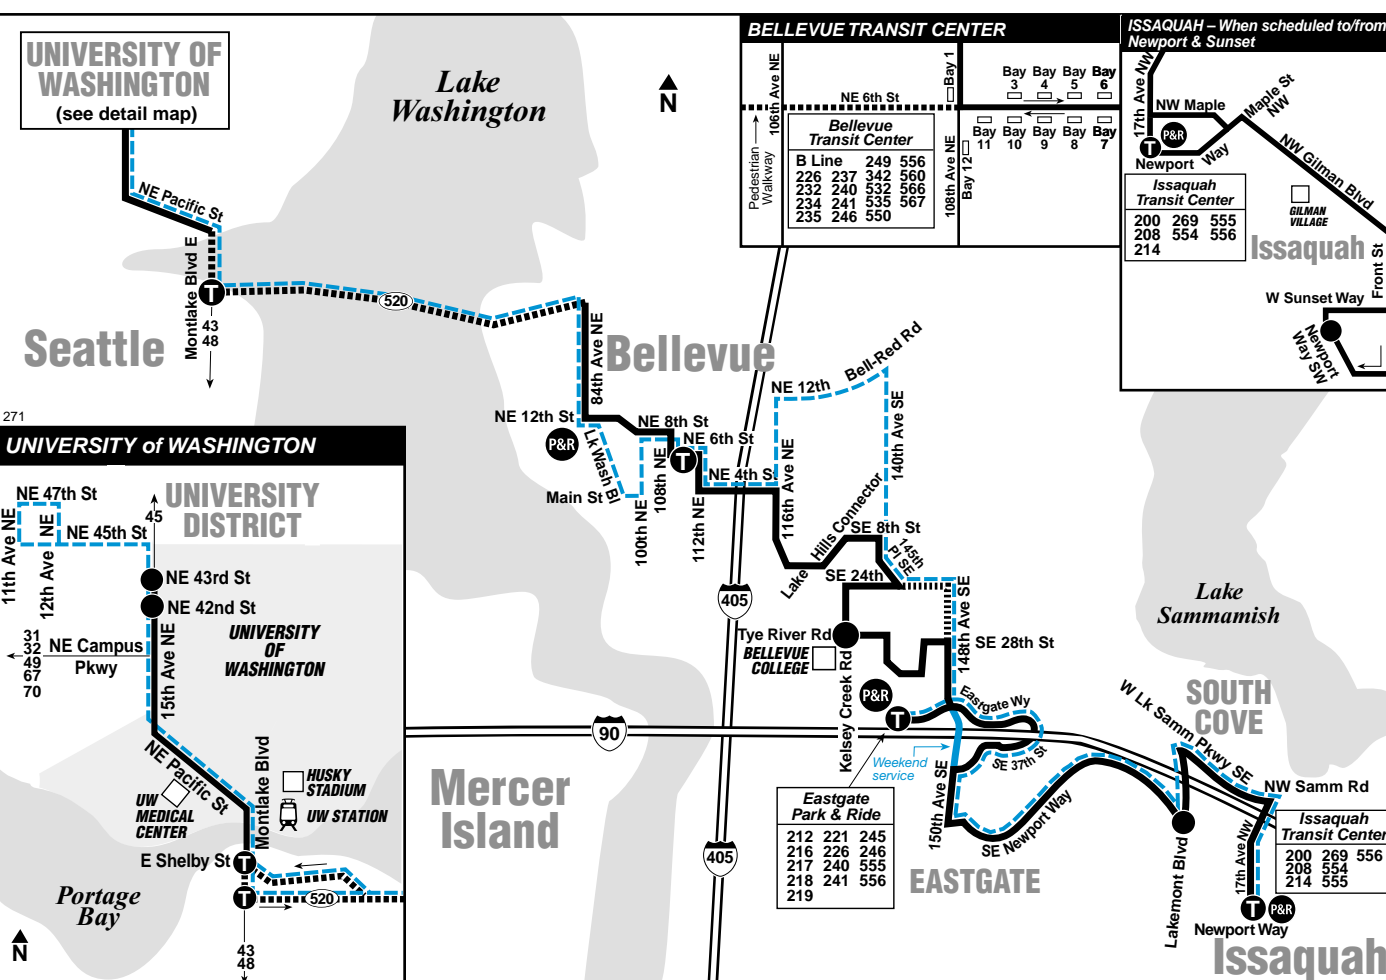 UNIVERSITY OF
WASHINGTON
(see detail map)
Lake
Washington
N
NE Pacific St
Montlake Blvd E
T
43
48
520
Seattle
Bellevue
84th Ave NE
NE 12th St
P&R
Lk Wash Bl
Main St
100th NE
108th NE
NE 8th St
NE 6th St
T
NE 4th St
112th NE
116th Ave NE
NE 12th
Bell-Red Rd
140th Ave SE
Lake Hills Connector
SE 8th St
145th
Pl SE
SE 24th
148th Ave SE
SE 28th St
Tye River Rd
BELLEVUE
COLLEGE
Kelsey Creek Rd
P&R
T
Eastgate Wy
Weekend
service
SE 37th St
150th Ave SE
SE Newport Way
EASTGATE
Eastgate
Park & Ride
212 221 245
216 226 246
217 240 555
218 241 556
219
405
405
90
Mercer
Island
Lake
Sammamish
SOUTH
COVE
W Lk Samm Pkwy SE
NW Samm Rd
Lakemont Blvd
17th Ave NW
Issaquah
Transit Center
200 269 556
208 554
214 555
T
P&R
Newport Way
Issaquah
BELLEVUE TRANSIT CENTER
106th Ave NE
NE 6th St
Pedestrian
Walkway
Bellevue
Transit Center
B Line 249 556
226 237 342 560
232 240 532 566
234 241 535 567
235 246 550
108th Ave NE
Bay 1
Bay 12
Bay 3
Bay 4
Bay 5
Bay 6
Bay 11
Bay 10
Bay 9
Bay 8
Bay 7
ISSAQUAH – When scheduled to/from
Newport & Sunset
17th Ave NW
NW Maple
Maple St
NW
P&R
T
Newport Way
NW Gilman Blvd
Issaquah
Transit Center
200 269 555
208 554 556
214
GILMAN
VILLAGE
Issaquah
Front St
W Sunset Way
Newport
Way SW
271
UNIVERSITY of WASHINGTON
NE 47th St
11th Ave NE
12th Ave NE
NE 45th St
45
UNIVERSITY
DISTRICT
NE 43rd St
NE 42nd St
31
32
49
67
70
NE Campus
Pkwy
15th Ave NE
UNIVERSITY
OF
WASHINGTON
NE Pacific St
Montlake Blvd
UW
MEDICAL
CENTER
HUSKY
STADIUM
UW STATION
E Shelby St
T
T
520
Portage
Bay
N
43
48